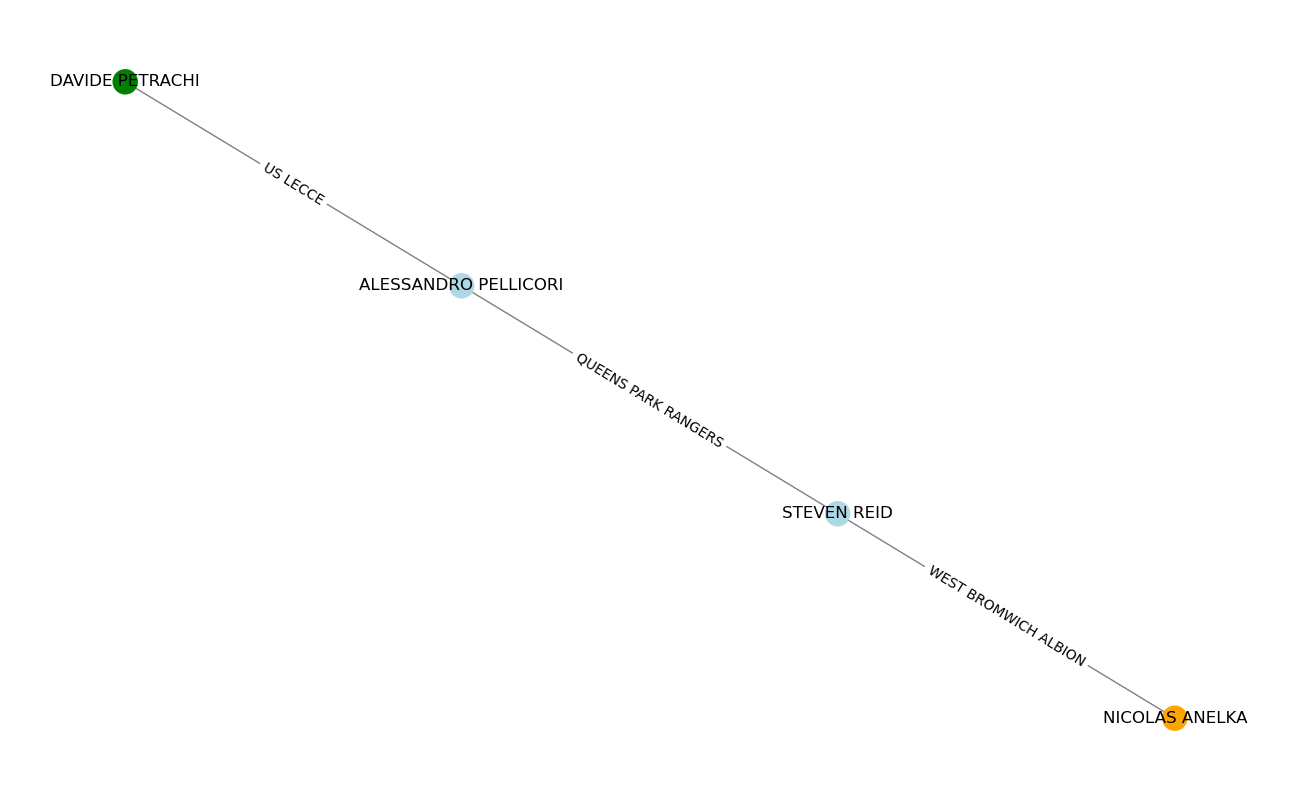 DAVIDE PETRACHI
US LECCE
ALESSANDRO PELLICORI
QUEENS PARK RANGERS
STEVEN REID
WEST BROMWICH ALBION
NICOLAS ANELKA